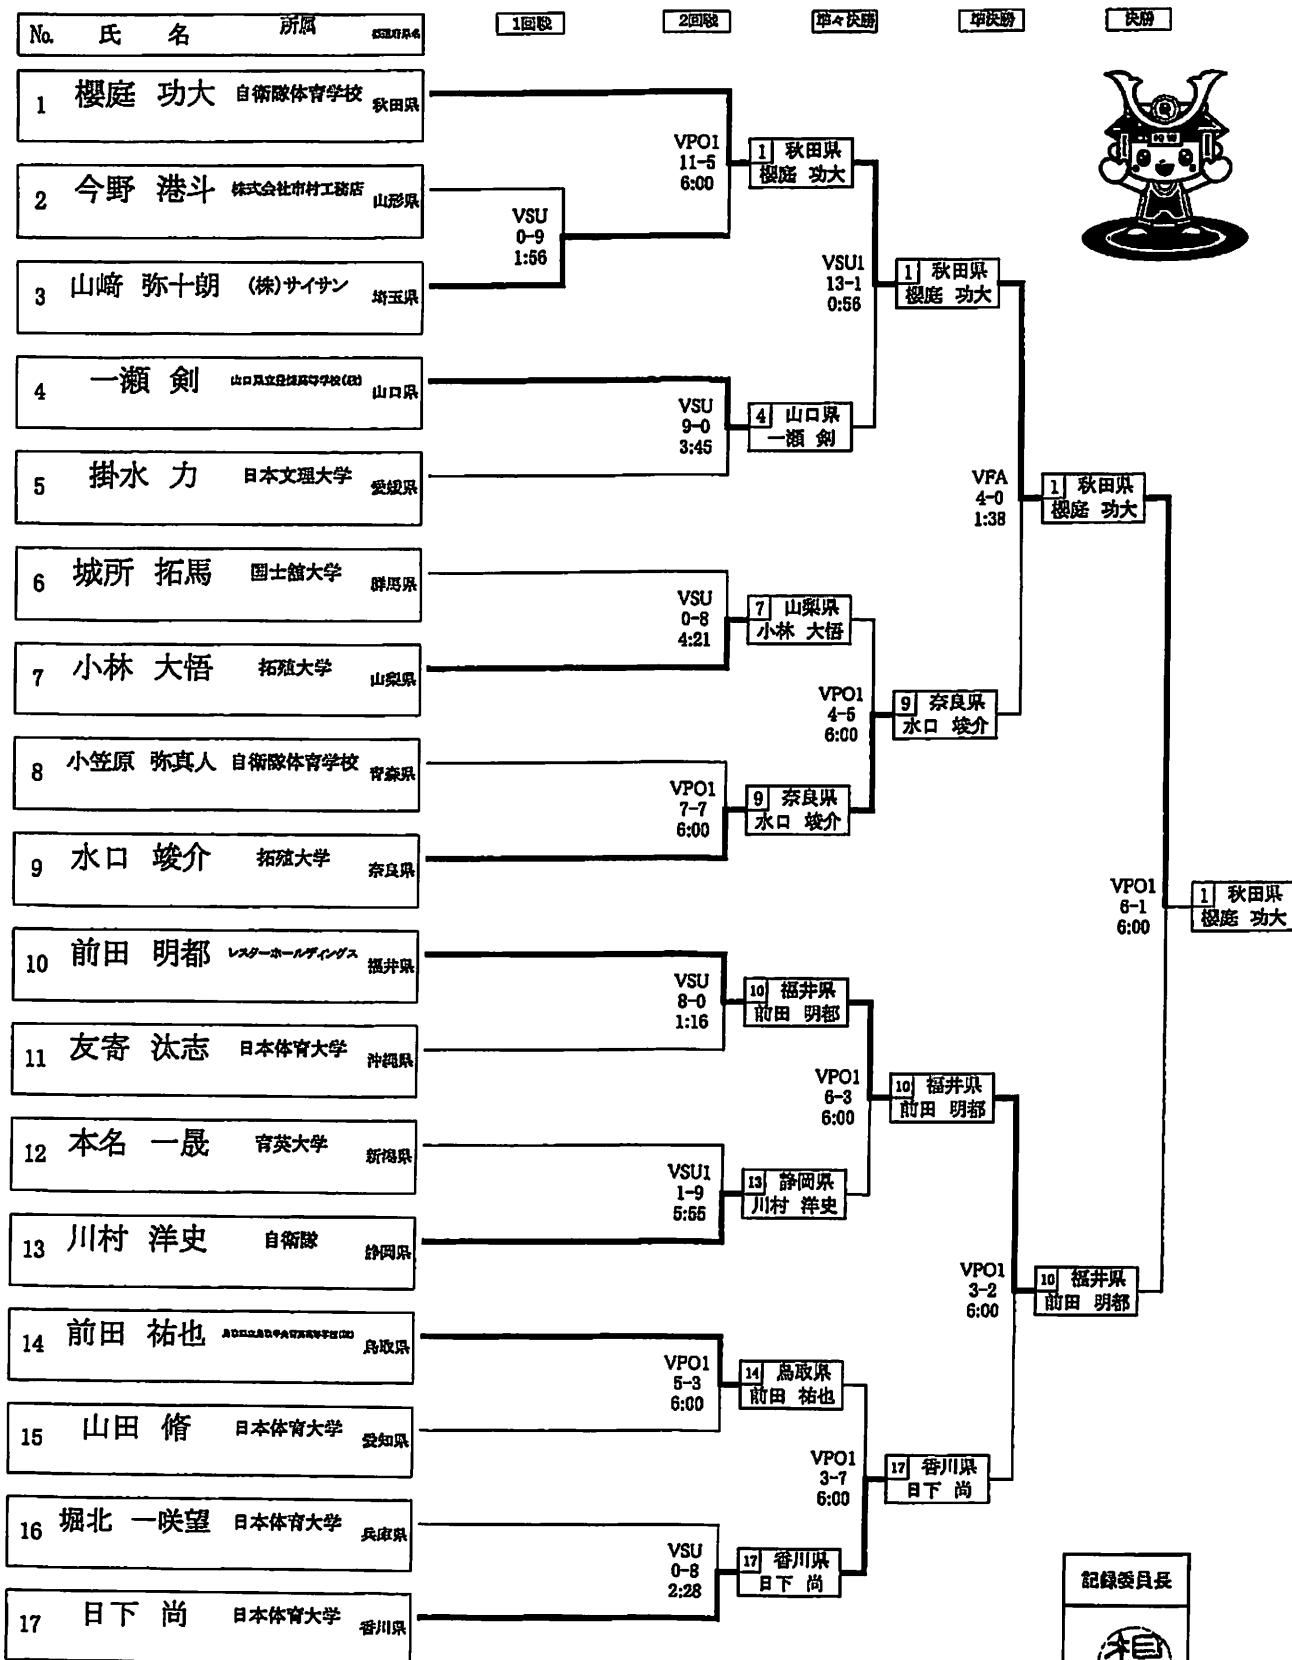 No. 氏 名 所属 1回戦 2回戦 準々決勝 準決勝 決勝
1 櫻庭 功大 自衛隊体育学校 秋田県
2 今野 港斗 株式会社市村工務店 山形県
3 山﨑 弥十朗 (株)サイサン 埼玉県
4 一瀬 剣 山口県
5 掛水 力 日本文理大学 愛媛県
6 城所 拓馬 国士舘大学 群馬県
7 小林 大悟 拓殖大学 山梨県
8 小笠原 弥真人 自衛隊体育学校 青森県
9 水口 竣介 拓殖大学 奈良県
10 前田 明都 レスターホールディングス 福井県
11 友寄 汰志 日本体育大学 沖縄県
12 本名 一晟 育英大学 新潟県
13 川村 洋史 自衛隊 静岡県
14 前田 祐也 鳥取県
15 山田 脩 日本体育大学 愛知県
16 堀北 一咲望 日本体育大学 兵庫県
17 日下 尚 日本体育大学 香川県
VSU
0-9
1:56
VPO1
11-5
6:00
VSU
9-0
3:45
VSU
0-8
4:21
VPO1
7-7
6:00
VSU
8-0
1:16
VSU1
1-9
5:55
VPO1
5-3
6:00
VSU
0-8
2:28
1 秋田県
櫻庭 功大
4 山口県
一瀬 剣
7 山梨県
小林 大悟
9 奈良県
水口 竣介
10 福井県
前田 明都
13 静岡県
川村 洋史
14 鳥取県
前田 祐也
17 香川県
日下 尚
VSU1
13-1
0:56
VPO1
4-5
6:00
VPO1
6-3
6:00
VPO1
3-7
6:00
1 秋田県
櫻庭 功大
9 奈良県
水口 竣介
10 福井県
前田 明都
17 香川県
日下 尚
VFA
4-0
1:38
VPO1
3-2
6:00
1 秋田県
櫻庭 功大
10 福井県
前田 明都
VPO1
6-1
6:00
1 秋田県
櫻庭 功大
記録委員長